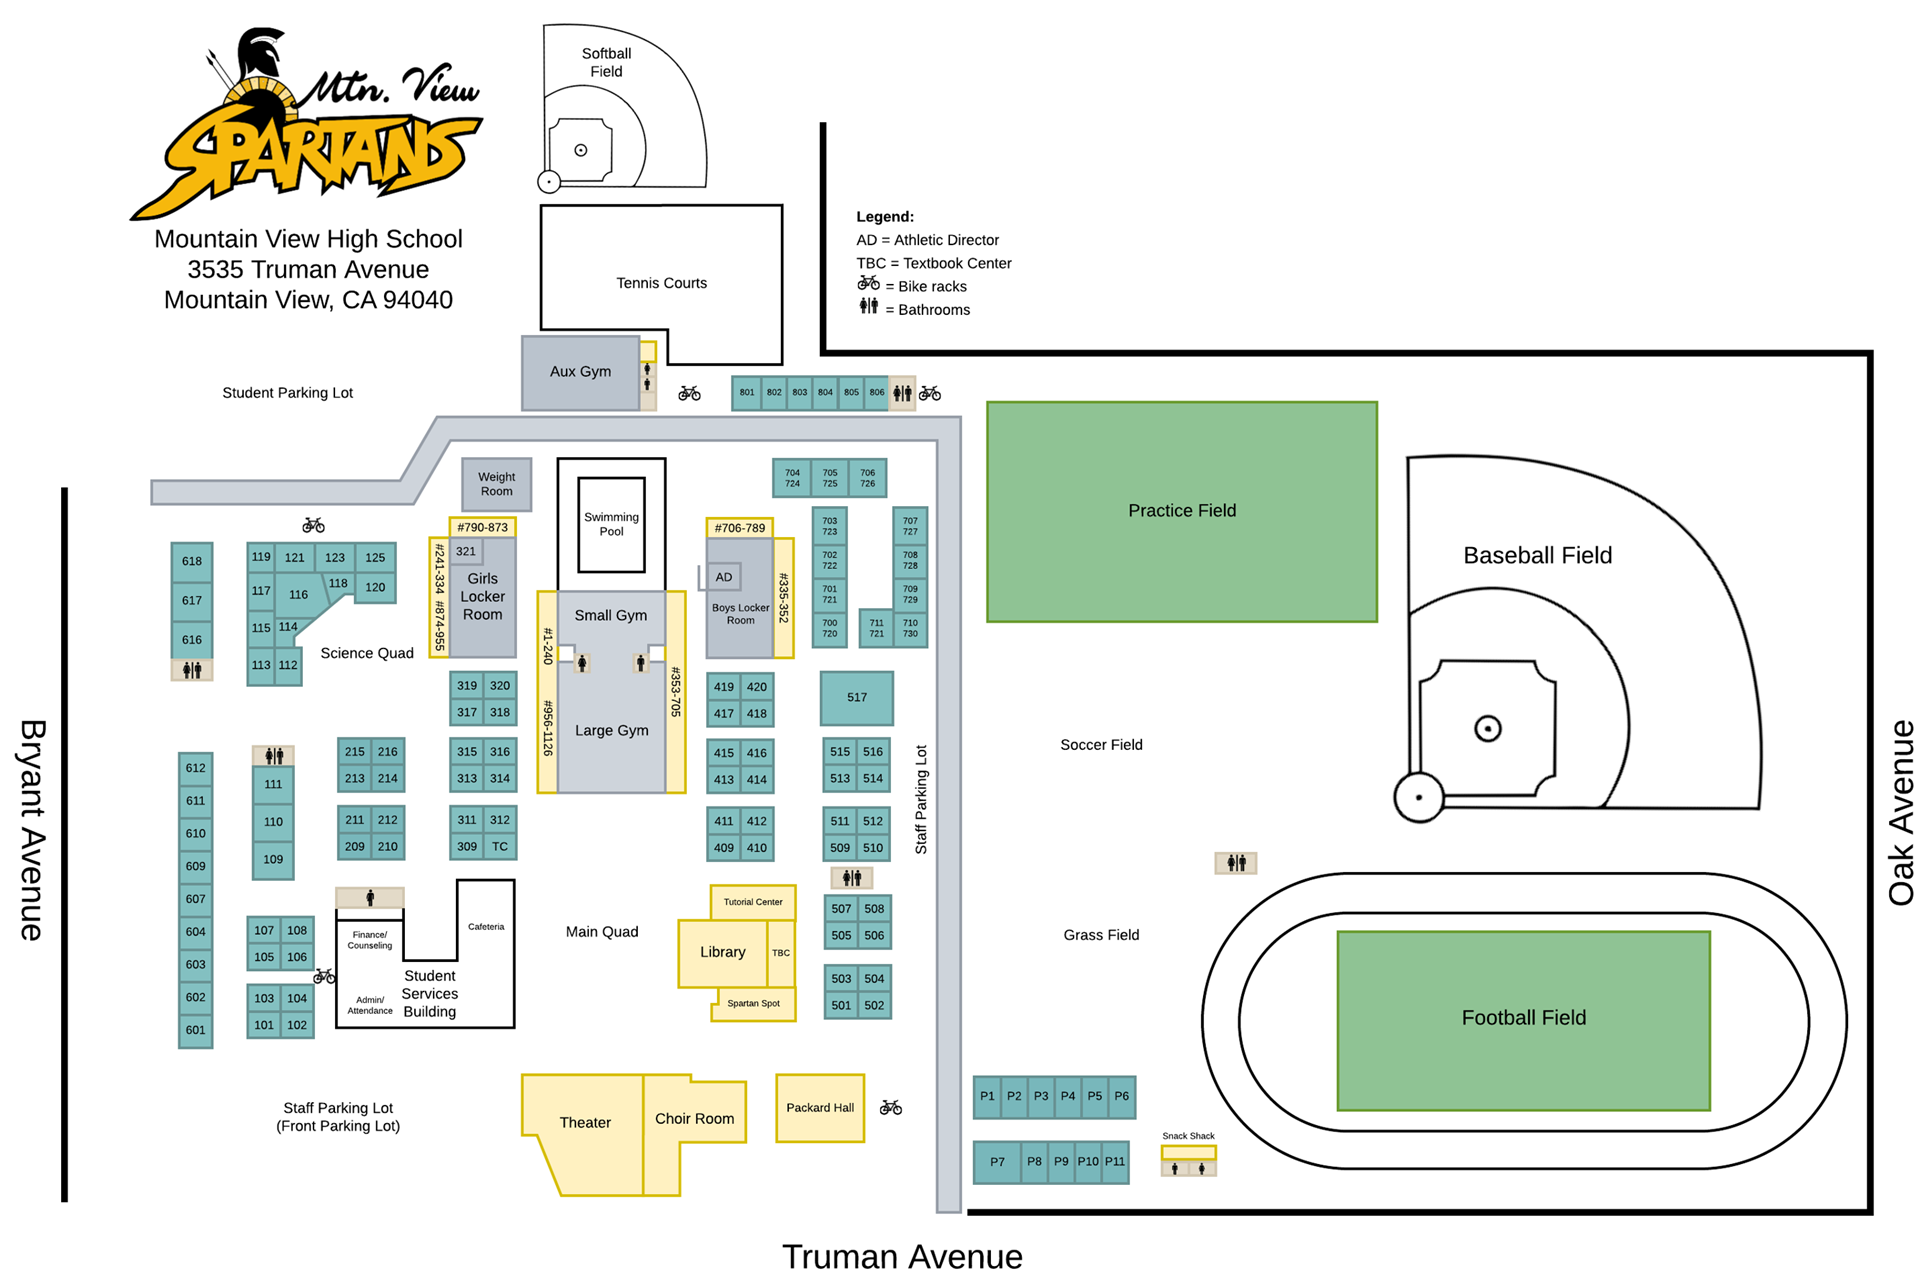 Mtn. View
SPARTANS
Mountain View High School
3535 Truman Avenue
Mountain View, CA 94040
Softball
Field
Tennis Courts
Legend:
AD = Athletic Director
TBC = Textbook Center
= Bike racks
= Bathrooms
Student Parking Lot
Aux Gym
801 802 803 804 805 806
Weight
Room
#790-873
#241-334 #874-955
321
Girls
Locker
Room
Swimming
Pool
Small Gym
Large Gym
#1-240
#956-1126
#353-705
#706-789
AD
Boys Locker
Room
#335-352
704 705 706
724 725 726
703
723
702
722
701
721
700
720
707
727
708
728
709
729
711 710
721 730
Practice Field
Baseball Field
618
617
616
119 121 123 125
117 116 118 120
115 114
113 112
Science Quad
319 320
317 318
315 316
313 314
311 312
309 TC
419 420
417 418
415 416
413 414
411 412
409 410
517
515 516
513 514
511 512
509 510
507 508
505 506
503 504
501 502
Staff Parking Lot
Soccer Field
Grass Field
Bryant Avenue
Oak Avenue
612
611
610
609
607
604
603
602
601
111
110
109
215 216
213 214
211 212
209 210
107 108
105 106
103 104
101 102
Finance/
Counseling
Admin/
Attendance
Cafeteria
Student
Services
Building
Main Quad
Tutorial Center
Library
TBC
Spartan Spot
Football Field
Staff Parking Lot
(Front Parking Lot)
Theater
Choir Room
Packard Hall
P1 P2 P3 P4 P5 P6
P7 P8 P9 P10 P11
Snack Shack
Truman Avenue